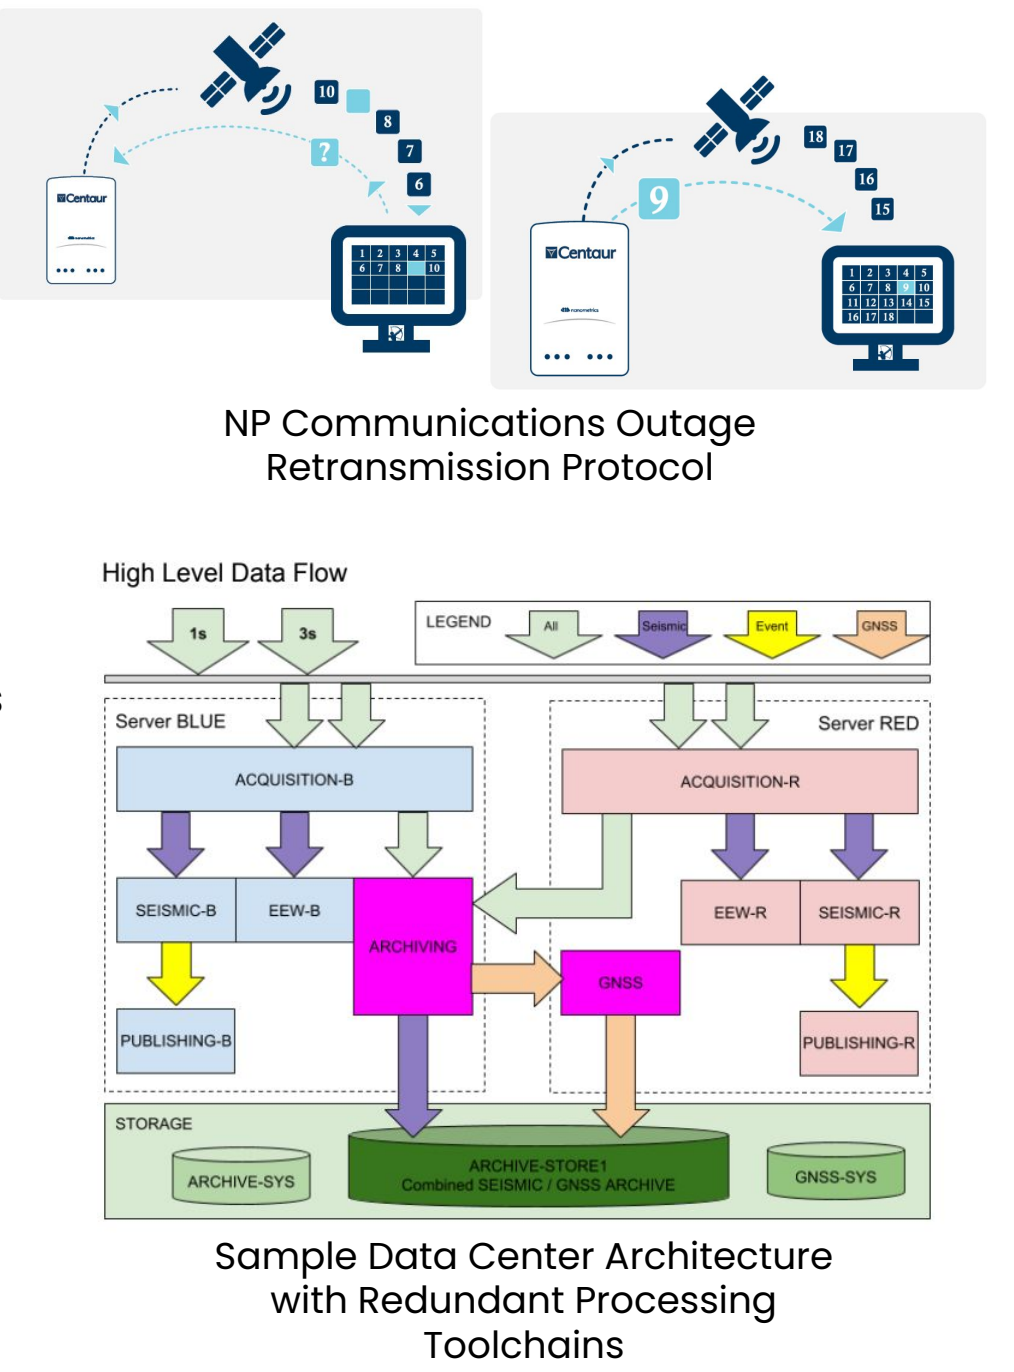 10
8
7
6
?
Centaur
nanometrics
1 2 3 4 5
6 7 8 10
18
17
16
15
9
Centaur
nanometrics
1 2 3 4 5
6 7 8 9 10
11 12 13 14 15
16 17 18
NP Communications Outage
Retransmission Protocol
s
High Level Data Flow
1s 3s
LEGEND All Seismic Event GNSS
Server BLUE
Server RED
ACQUISITION-B
ACQUISITION-R
SEISMIC-B EEW-B
ARCHIVING
EEW-R SEISMIC-R
GNSS
PUBLISHING-B
PUBLISHING-R
STORAGE
ARCHIVE-SYS
ARCHIVE-STORE1
Combined SEISMIC / GNSS ARCHIVE
GNSS-SYS
Sample Data Center Architecture
with Redundant Processing
Toolchains